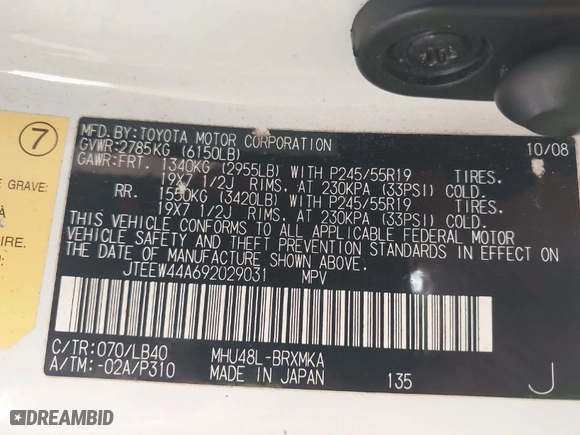 7
E GRAVE:
À
IRE.
MFD. BY: TOYOTA MOTOR CORPORATION 10/08
GVWR: 2785KG (6150LB)
GAWR: FRT. 1340KG (2955LB) WITH P245/55R19 TIRES.
19X7 1/2J RIMS, AT 230KPA (33PSI) COLD.
RR. 1550KG (3420LB) WITH P245/55R19 TIRES.
19X7 1/2J RIMS, AT 230KPA (33PSI) COLD.
THIS VEHICLE CONFORMS TO ALL APPLICABLE FEDERAL MOTOR
VEHICLE SAFETY AND THEFT PREVENTION STANDARDS IN EFFECT ON
THE DATE OF MANUFACTURE SHOWN ABOVE.
JTEEW44A692029031 MPV
C/TR: 070/LB40 MHU48L-BRXMKA
A/TM: -02A/P310 MADE IN JAPAN 135 J
DREAMBID